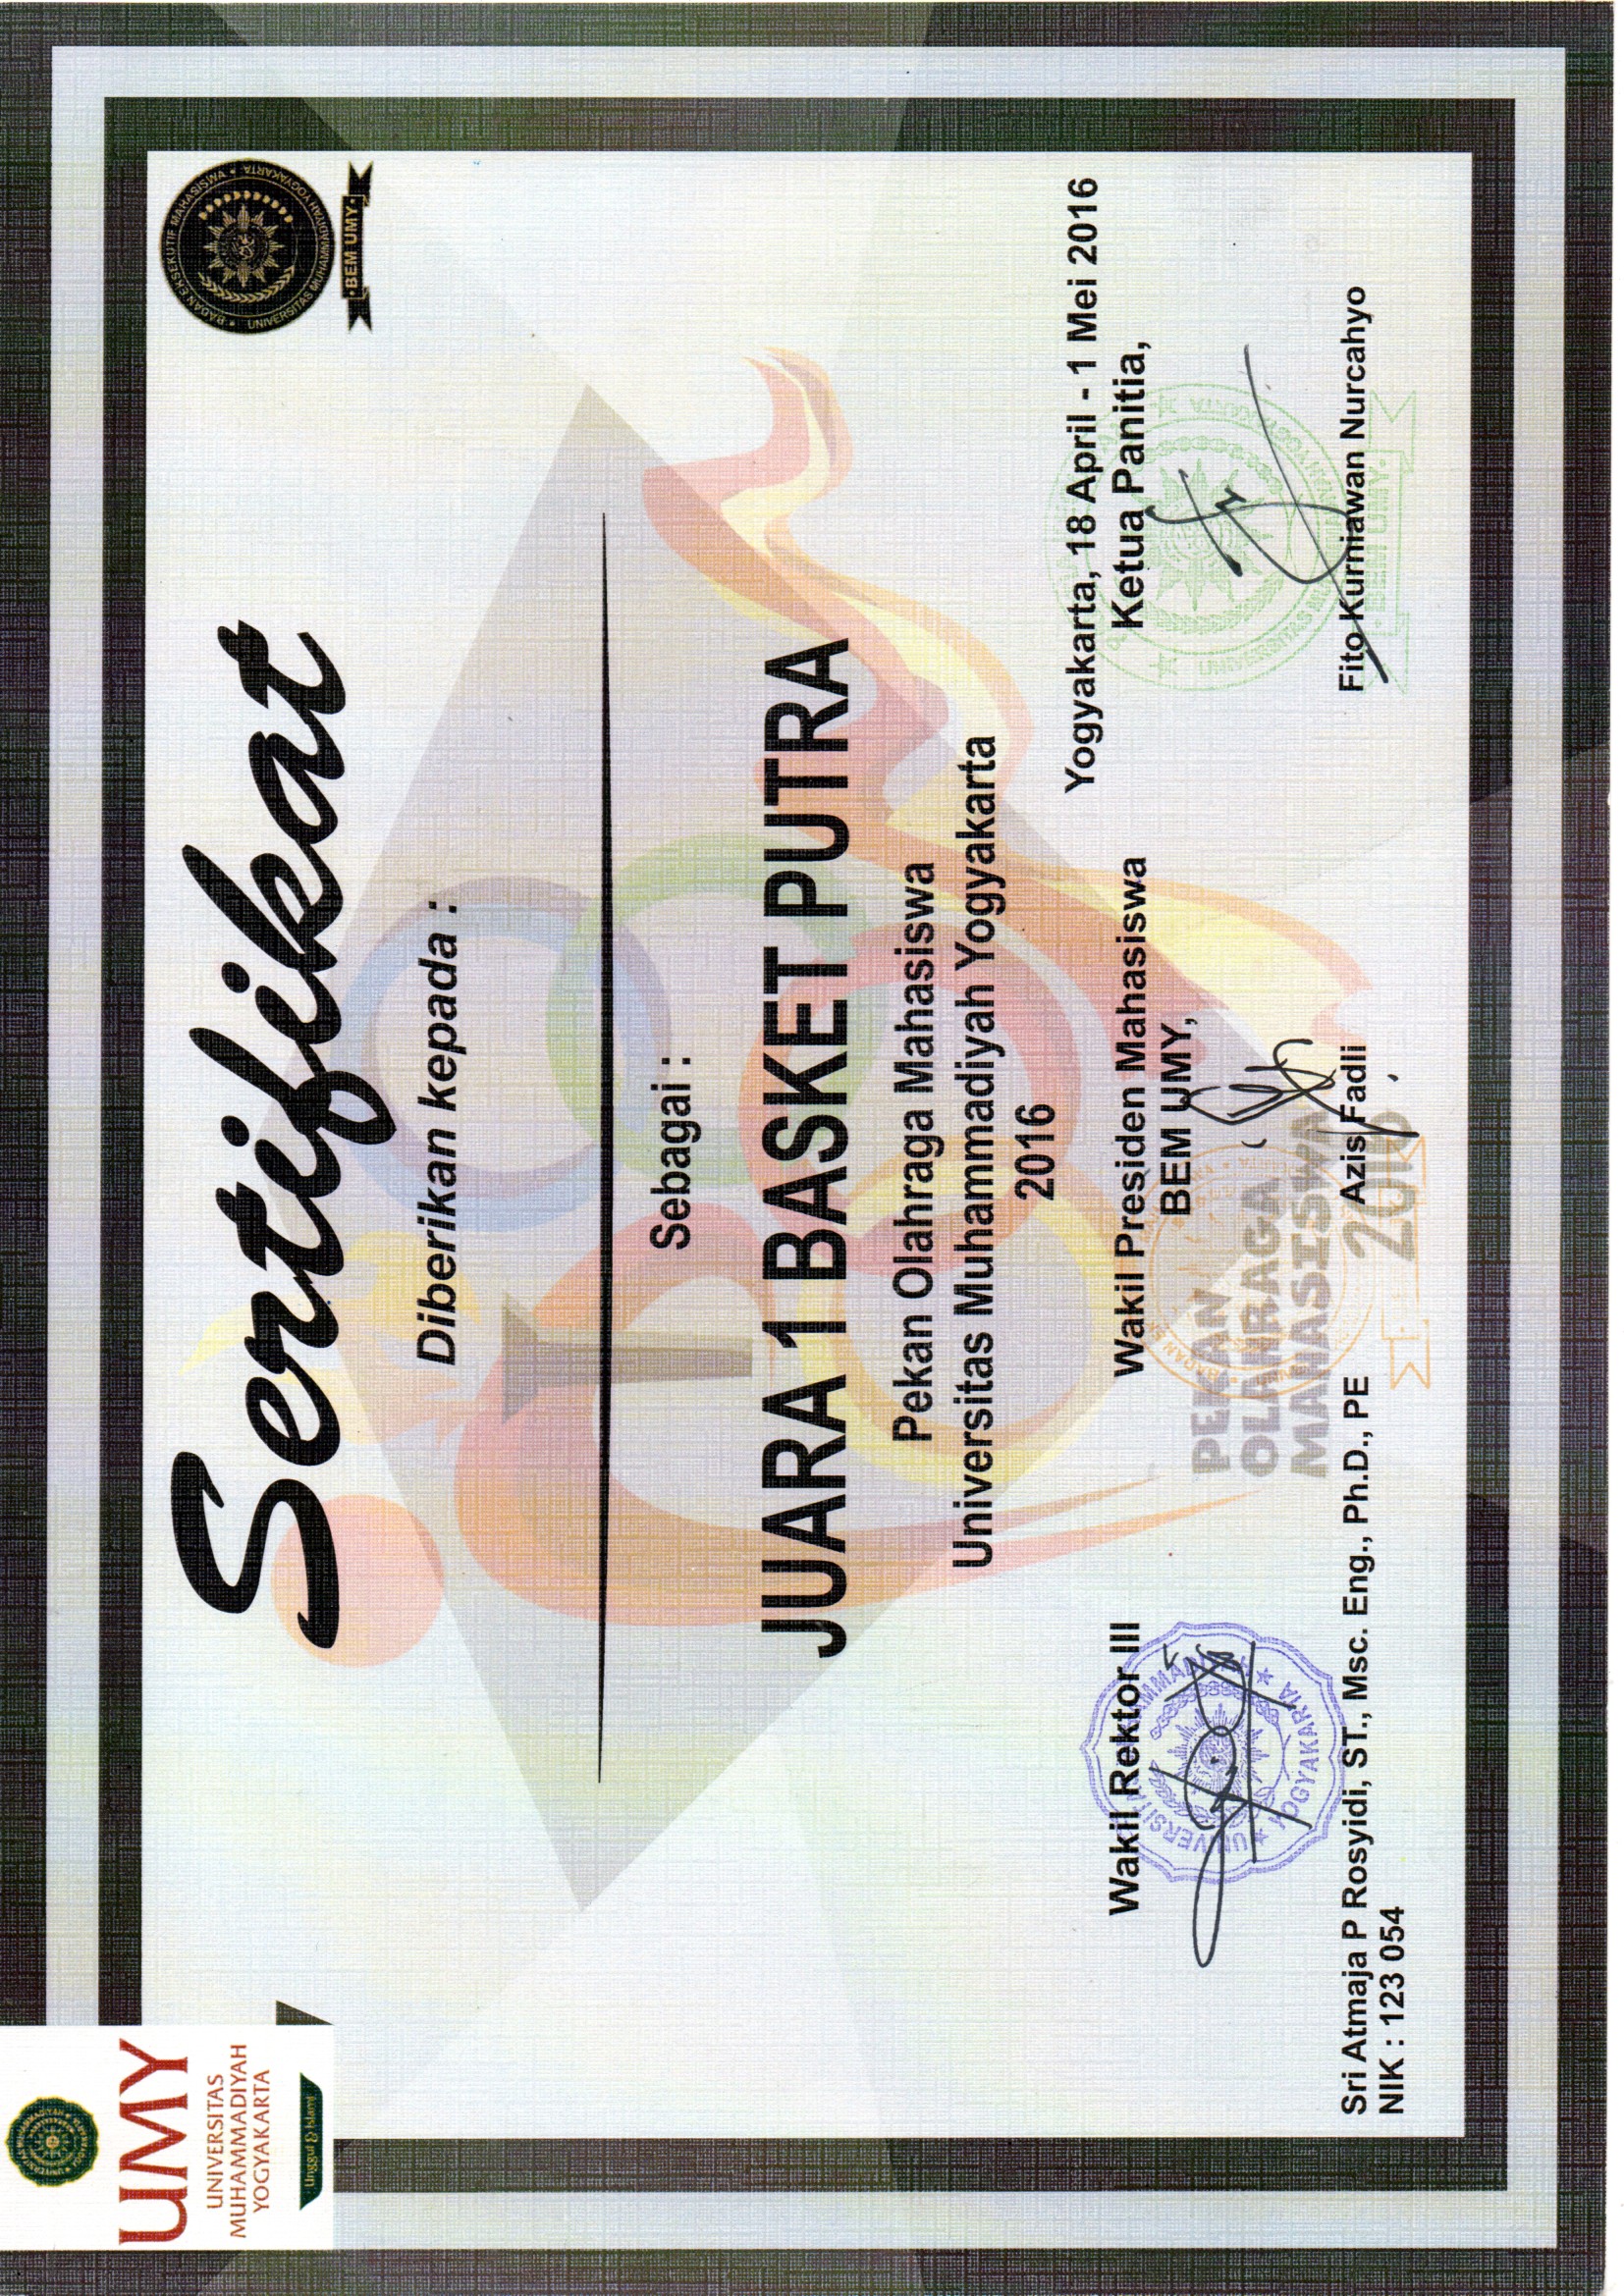 UMY
UNIVERSITAS
MUHAMMADIYAH
YOGYAKARTA
Unggul & Islami
BADAN EKSEKUTIF MAHASISWA
UNIVERSITAS MUHAMMADIYAH YOGYAKARTA
BEM UMY
Sertifikat
Diberikan kepada :
Sebagai :
JUARA 1 BASKET PUTRA
Pekan Olahraga Mahasiswa
Universitas Muhammadiyah Yogyakarta
2016
Yogyakarta, 18 April - 1 Mei 2016
Wakil Rektor III
Wakil Presiden Mahasiswa
BEM UMY,
Ketua Panitia,
PEKAN
OLAHRAGA
MAHASISWA
2016
Sri Atmaja P Rosyidi, ST., Msc. Eng., Ph.D., PE
NIK : 123 054
Azis Fadli
Fito Kurniawan Nurcahyo
YOGYAKARTA
BEM UMY